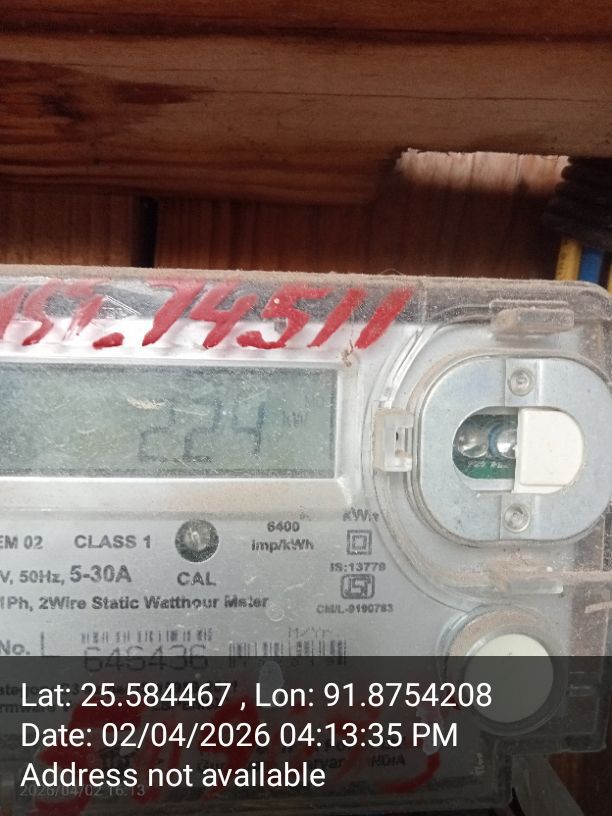 74511
224 kW
EM 02 CLASS 1
6400
imp/kWh
V, 50Hz, 5-30A
CAL
IS:13779
1Ph, 2Wire Static Watthour Meter
CM/L-9190783
No.
646436
Lat: 25.584467 , Lon: 91.8754208
Date: 02/04/2026 04:13:35 PM
Address not available
2026/04/02 16:13